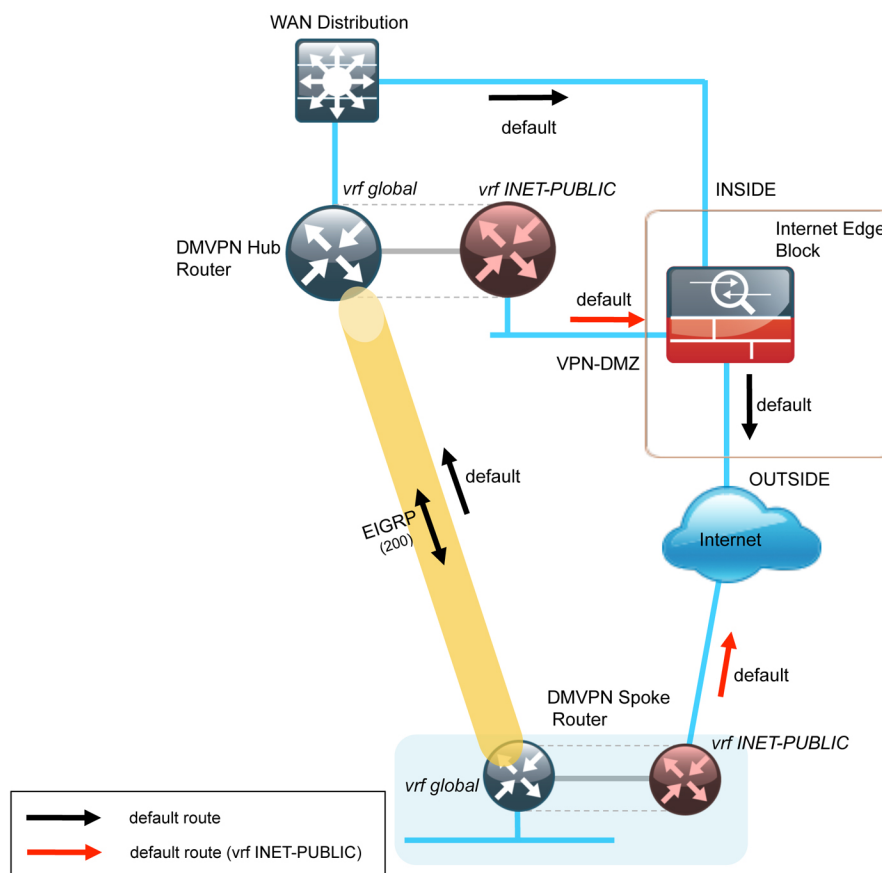 WAN Distribution
default
vrf global
vrf INET-PUBLIC
INSIDE
DMVPN Hub
Router
Internet Edge
Block
default
VPN-DMZ
default
default
OUTSIDE
EIGRP
(200)
Internet
default
DMVPN Spoke
Router
vrf INET-PUBLIC
vrf global
default route
default route (vrf INET-PUBLIC)